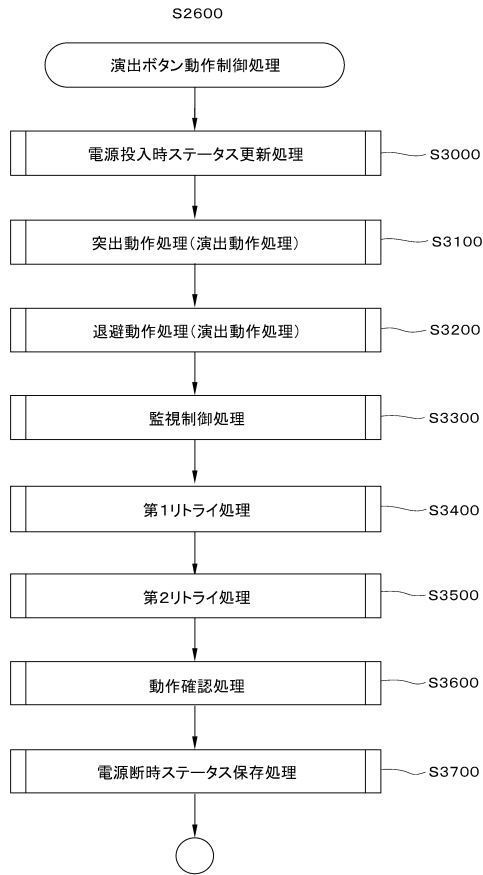 S2600
演出ボタン動作制御処理
電源投入時ステータス更新処理
S3000
突出動作処理（演出動作処理）
S3100
退避動作処理（演出動作処理）
S3200
監視制御処理
S3300
第１リトライ処理
S3400
第２リトライ処理
S3500
動作確認処理
S3600
電源断時ステータス保存処理
S3700